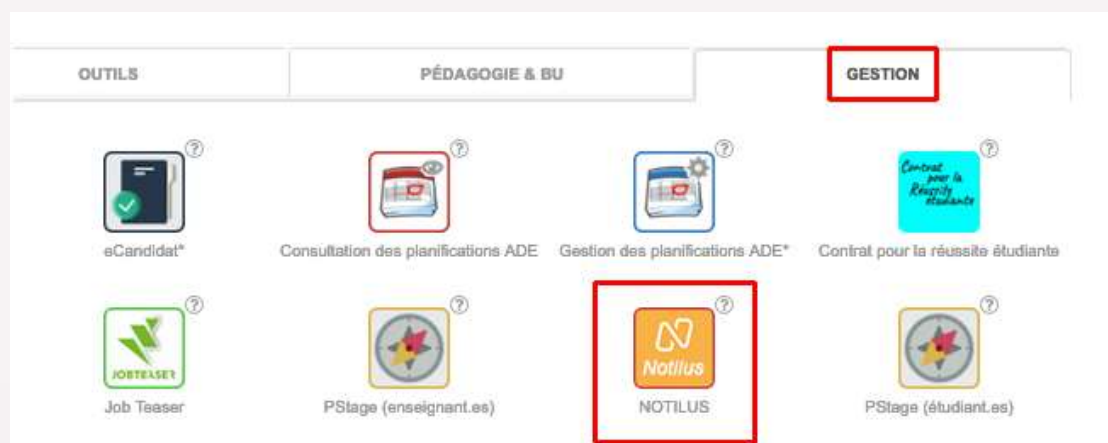 OUTILS
PÉDAGOGIE & BU
GESTION
?
?
?
?
Contrat
pour la
Réussite
étudiante
eCandidat*
Consultation des planifications ADE
Gestion des planifications ADE*
Contrat pour la réussite étudiante
?
?
?
?
JOBTEASER
Notilus
Job Teaser
PStage (enseignant.es)
NOTILUS
PStage (étudiant.es)